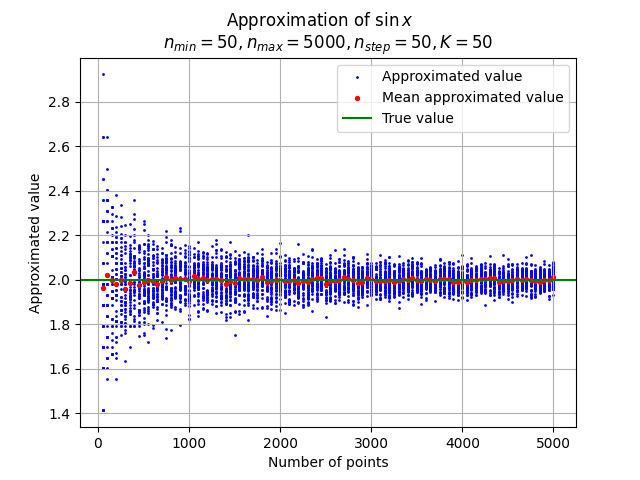 Approximation of sin x
n_min = 50, n_max = 5000, n_step = 50, K = 50
Approximated value
Mean approximated value
True value
Approximated value
2.8
2.6
2.4
2.2
2.0
1.8
1.6
1.4
0
1000
2000
3000
4000
5000
Number of points